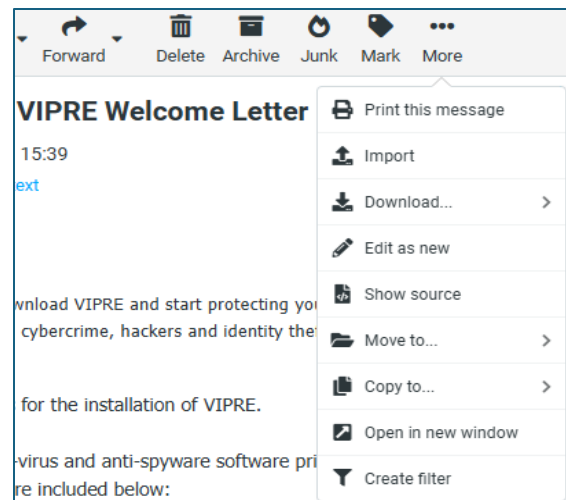 Forward Delete Archive Junk Mark More
VIPRE Welcome Letter
Print this message
15:39
Import
ext
Download...
Edit as new
Show source
wnload VIPRE and start protecting you
cybercrime, hackers and identity the
Move to...
Copy to...
for the installation of VIPRE.
Open in new window
-virus and anti-spyware software pri
Create filter
re included below: